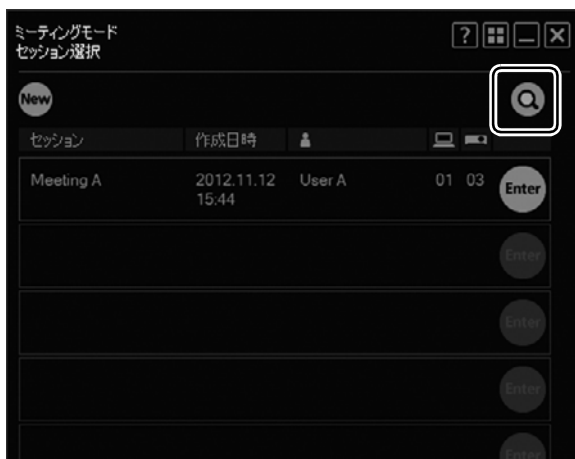 ミーティングモード
セッション選択
?
New
セッション 作成日時
Meeting A 2012.11.12 User A 01 03 Enter
15:44
Enter
Enter
Enter
Enter